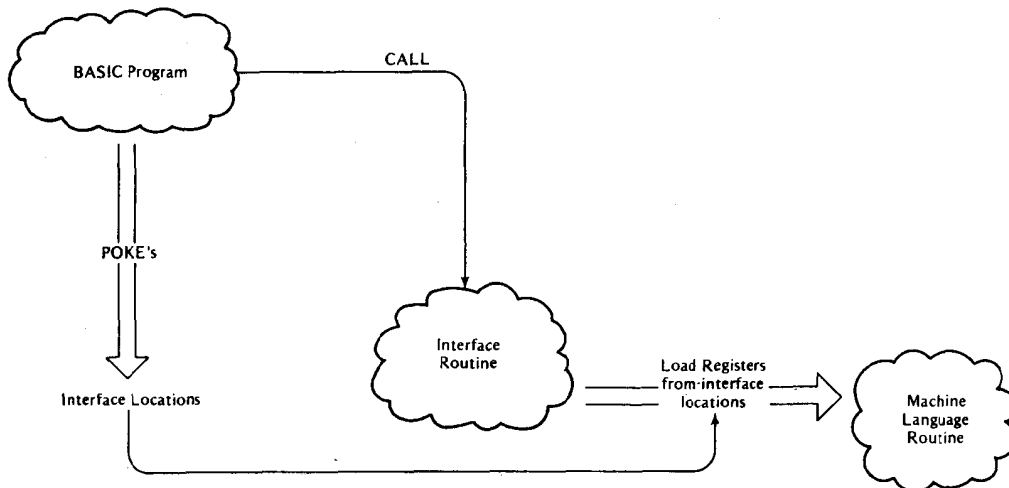 BASIC Program
CALL
POKE's
Interface
Routine
Interface Locations
Load Registers
from-interface
locations
Machine
Language
Routine